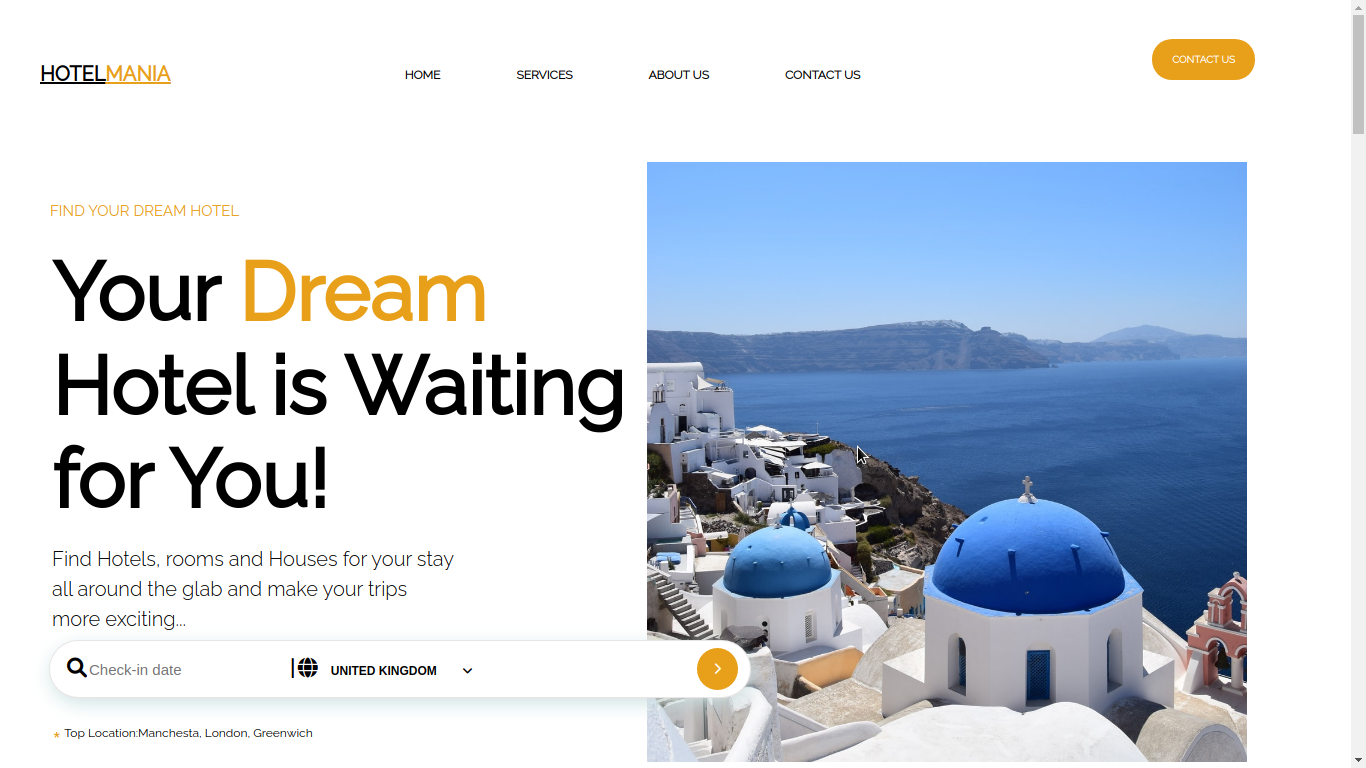 HOTELMANIA
HOME
SERVICES
ABOUT US
CONTACT US
CONTACT US
FIND YOUR DREAM HOTEL
Your Dream
Hotel is Waiting
for You!
Find Hotels, rooms and Houses for your stay
all around the glab and make your trips
more exciting...
Check-in date
UNITED KINGDOM
* Top Location:Manchesta, London, Greenwich